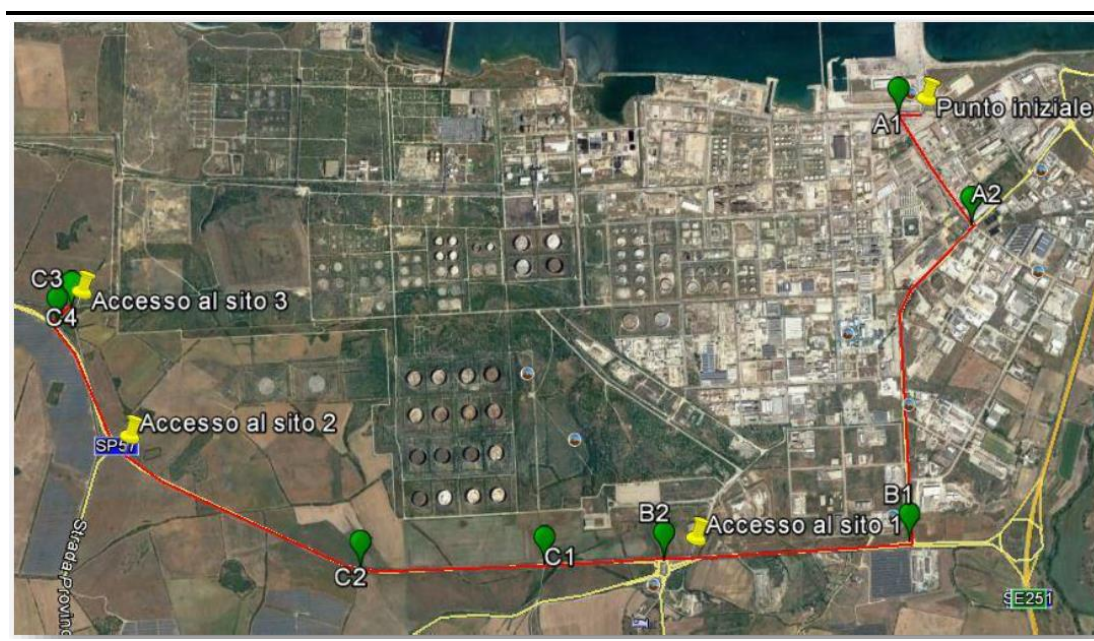 Punto iniziale
A1
A2
C3
Accesso al sito 3
C4
Accesso al sito 2
SP57
B1
B2
Accesso al sito 1
C1
C2
Strada-Provinc